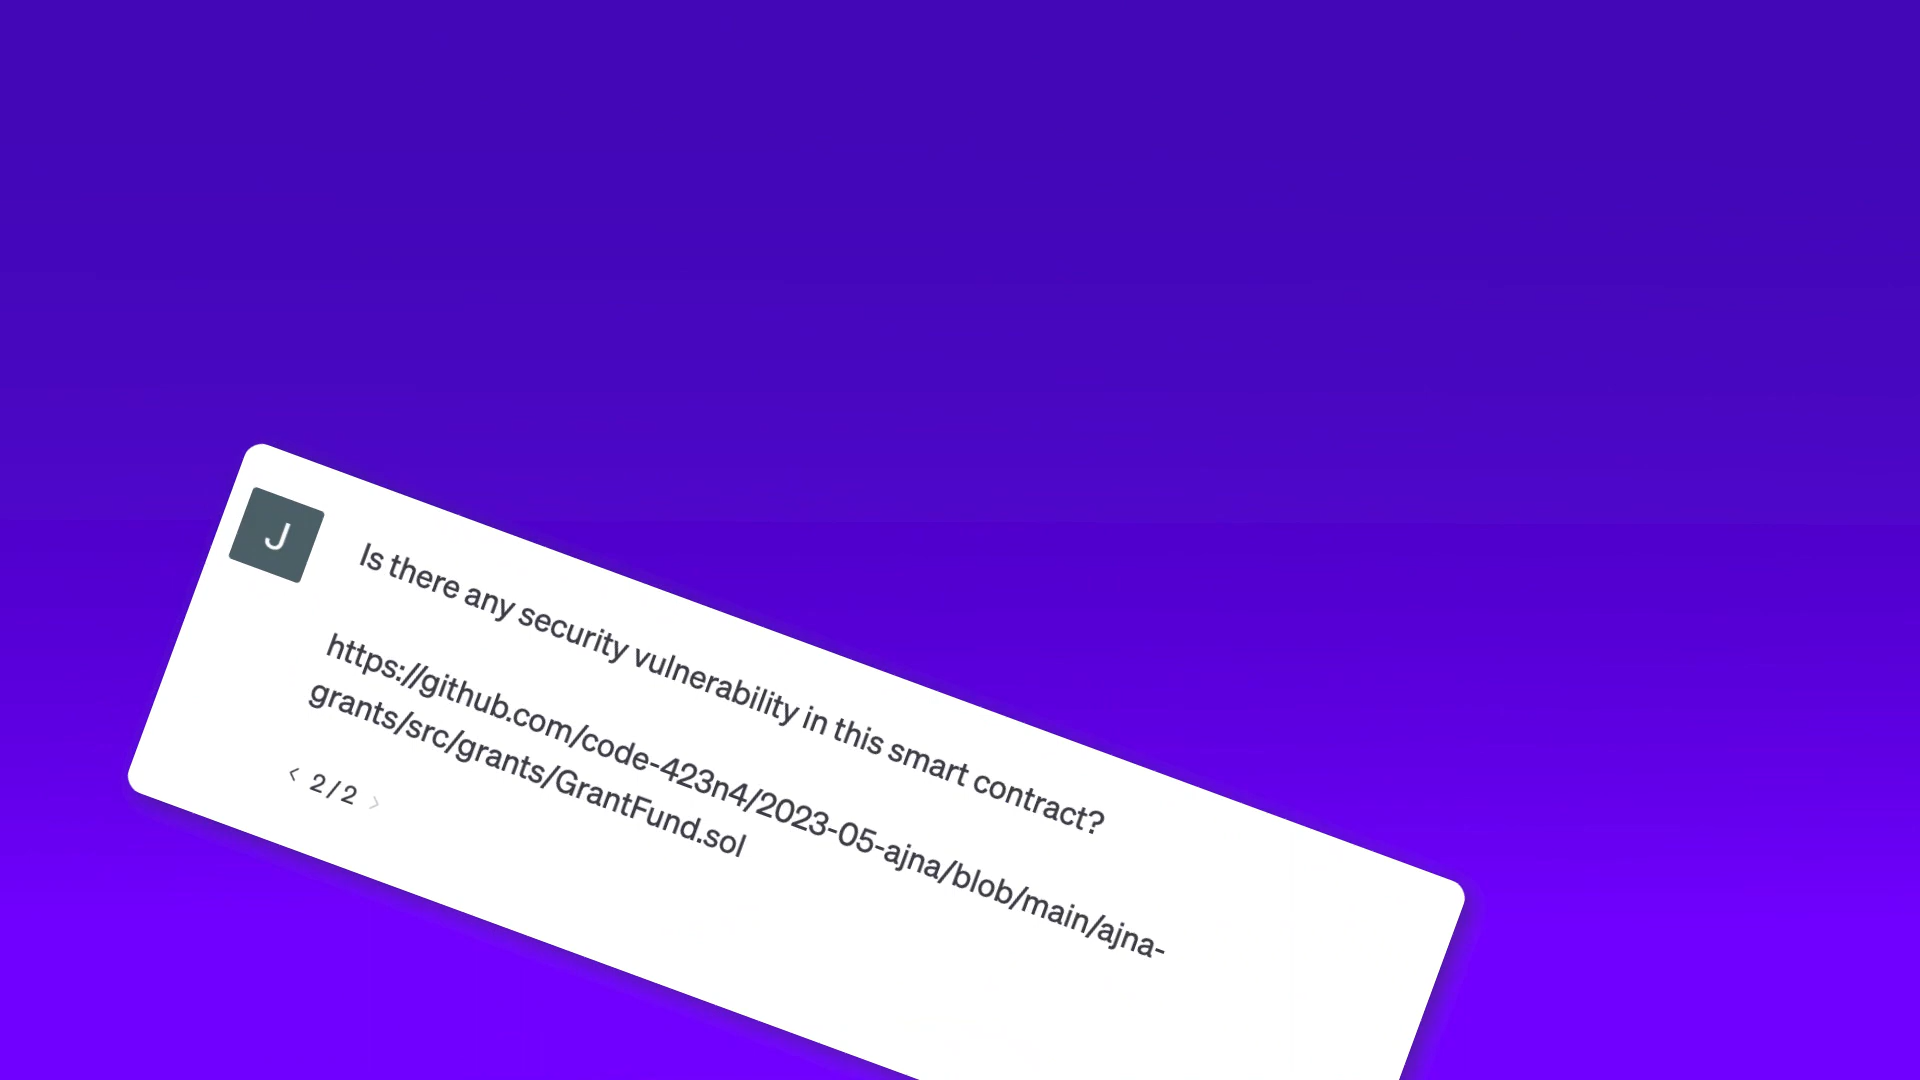 J
Is there any security vulnerability in this smart contract?
https://github.com/code-423n4/2023-05-ajna/blob/main/ajna-
grants/src/grants/GrantFund.sol
< 2 / 2 >